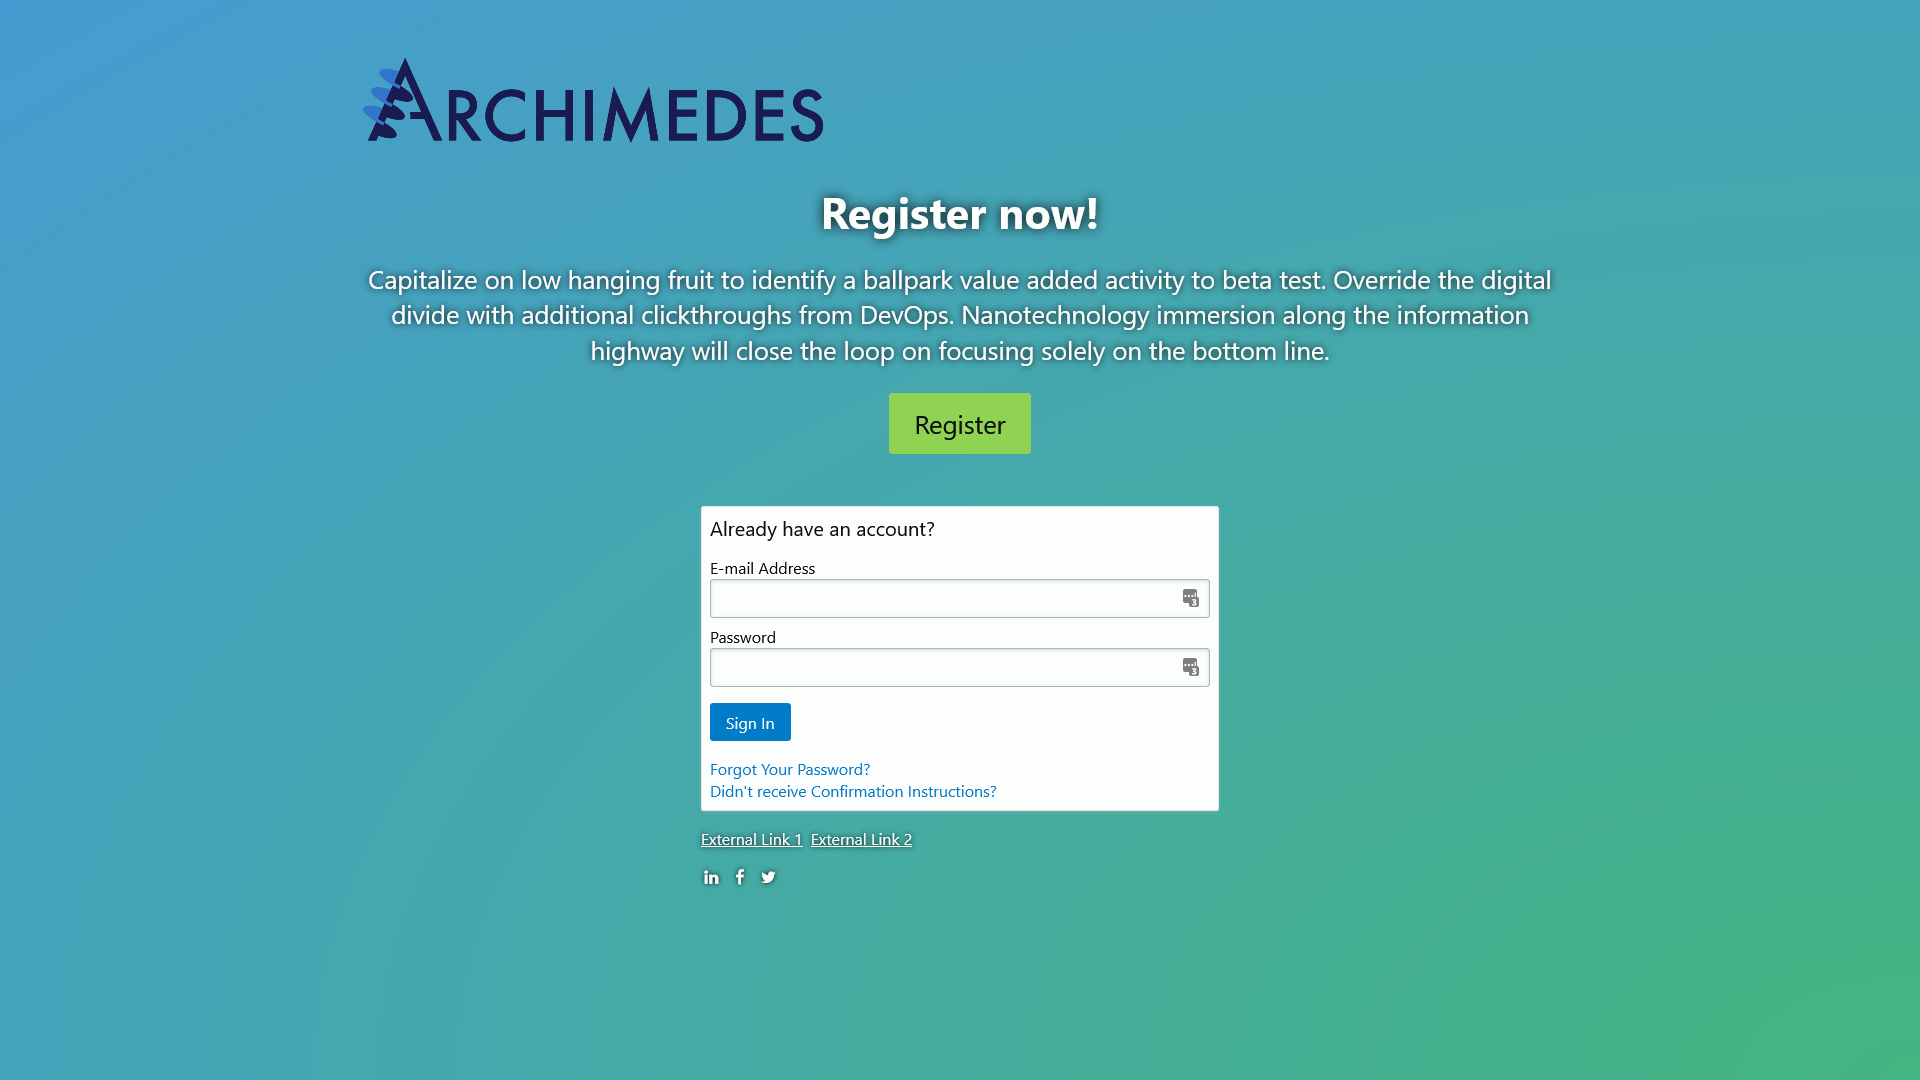 ARCHIMEDES
Register now!
Capitalize on low hanging fruit to identify a ballpark value added activity to beta test. Override the digital
divide with additional clickthroughs from DevOps. Nanotechnology immersion along the information
highway will close the loop on focusing solely on the bottom line.
Register
Already have an account?
E-mail Address
3
Password
3
Sign In
Forgot Your Password?
Didn't receive Confirmation Instructions?
External Link 1 External Link 2
in f